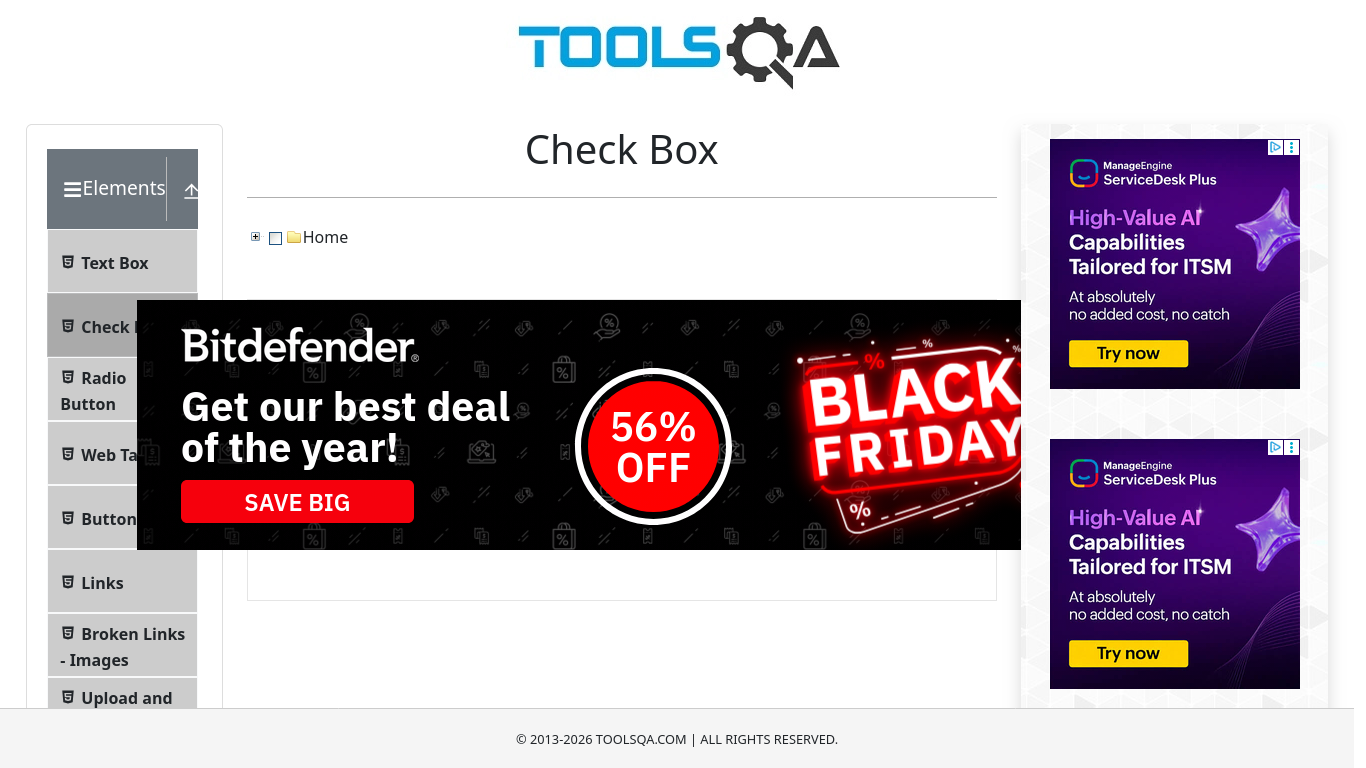 TOOLSQA
Check Box
Elements
Text Box
Check
Radio
Button
Web Ta
Button
Links
Broken Links
- Images
Upload and
Home
Bitdefender®
Get our best deal
of the year!
SAVE BIG
56%
OFF
%
BLACK
FRIDAY
%
ManageEngine
ServiceDesk Plus
High-Value AI
Capabilities
Tailored for ITSM
At absolutely
no added cost, no catch
Try now
ManageEngine
ServiceDesk Plus
High-Value AI
Capabilities
Tailored for ITSM
At absolutely
no added cost, no catch
Try now
© 2013-2026 TOOLSQA.COM | ALL RIGHTS RESERVED.